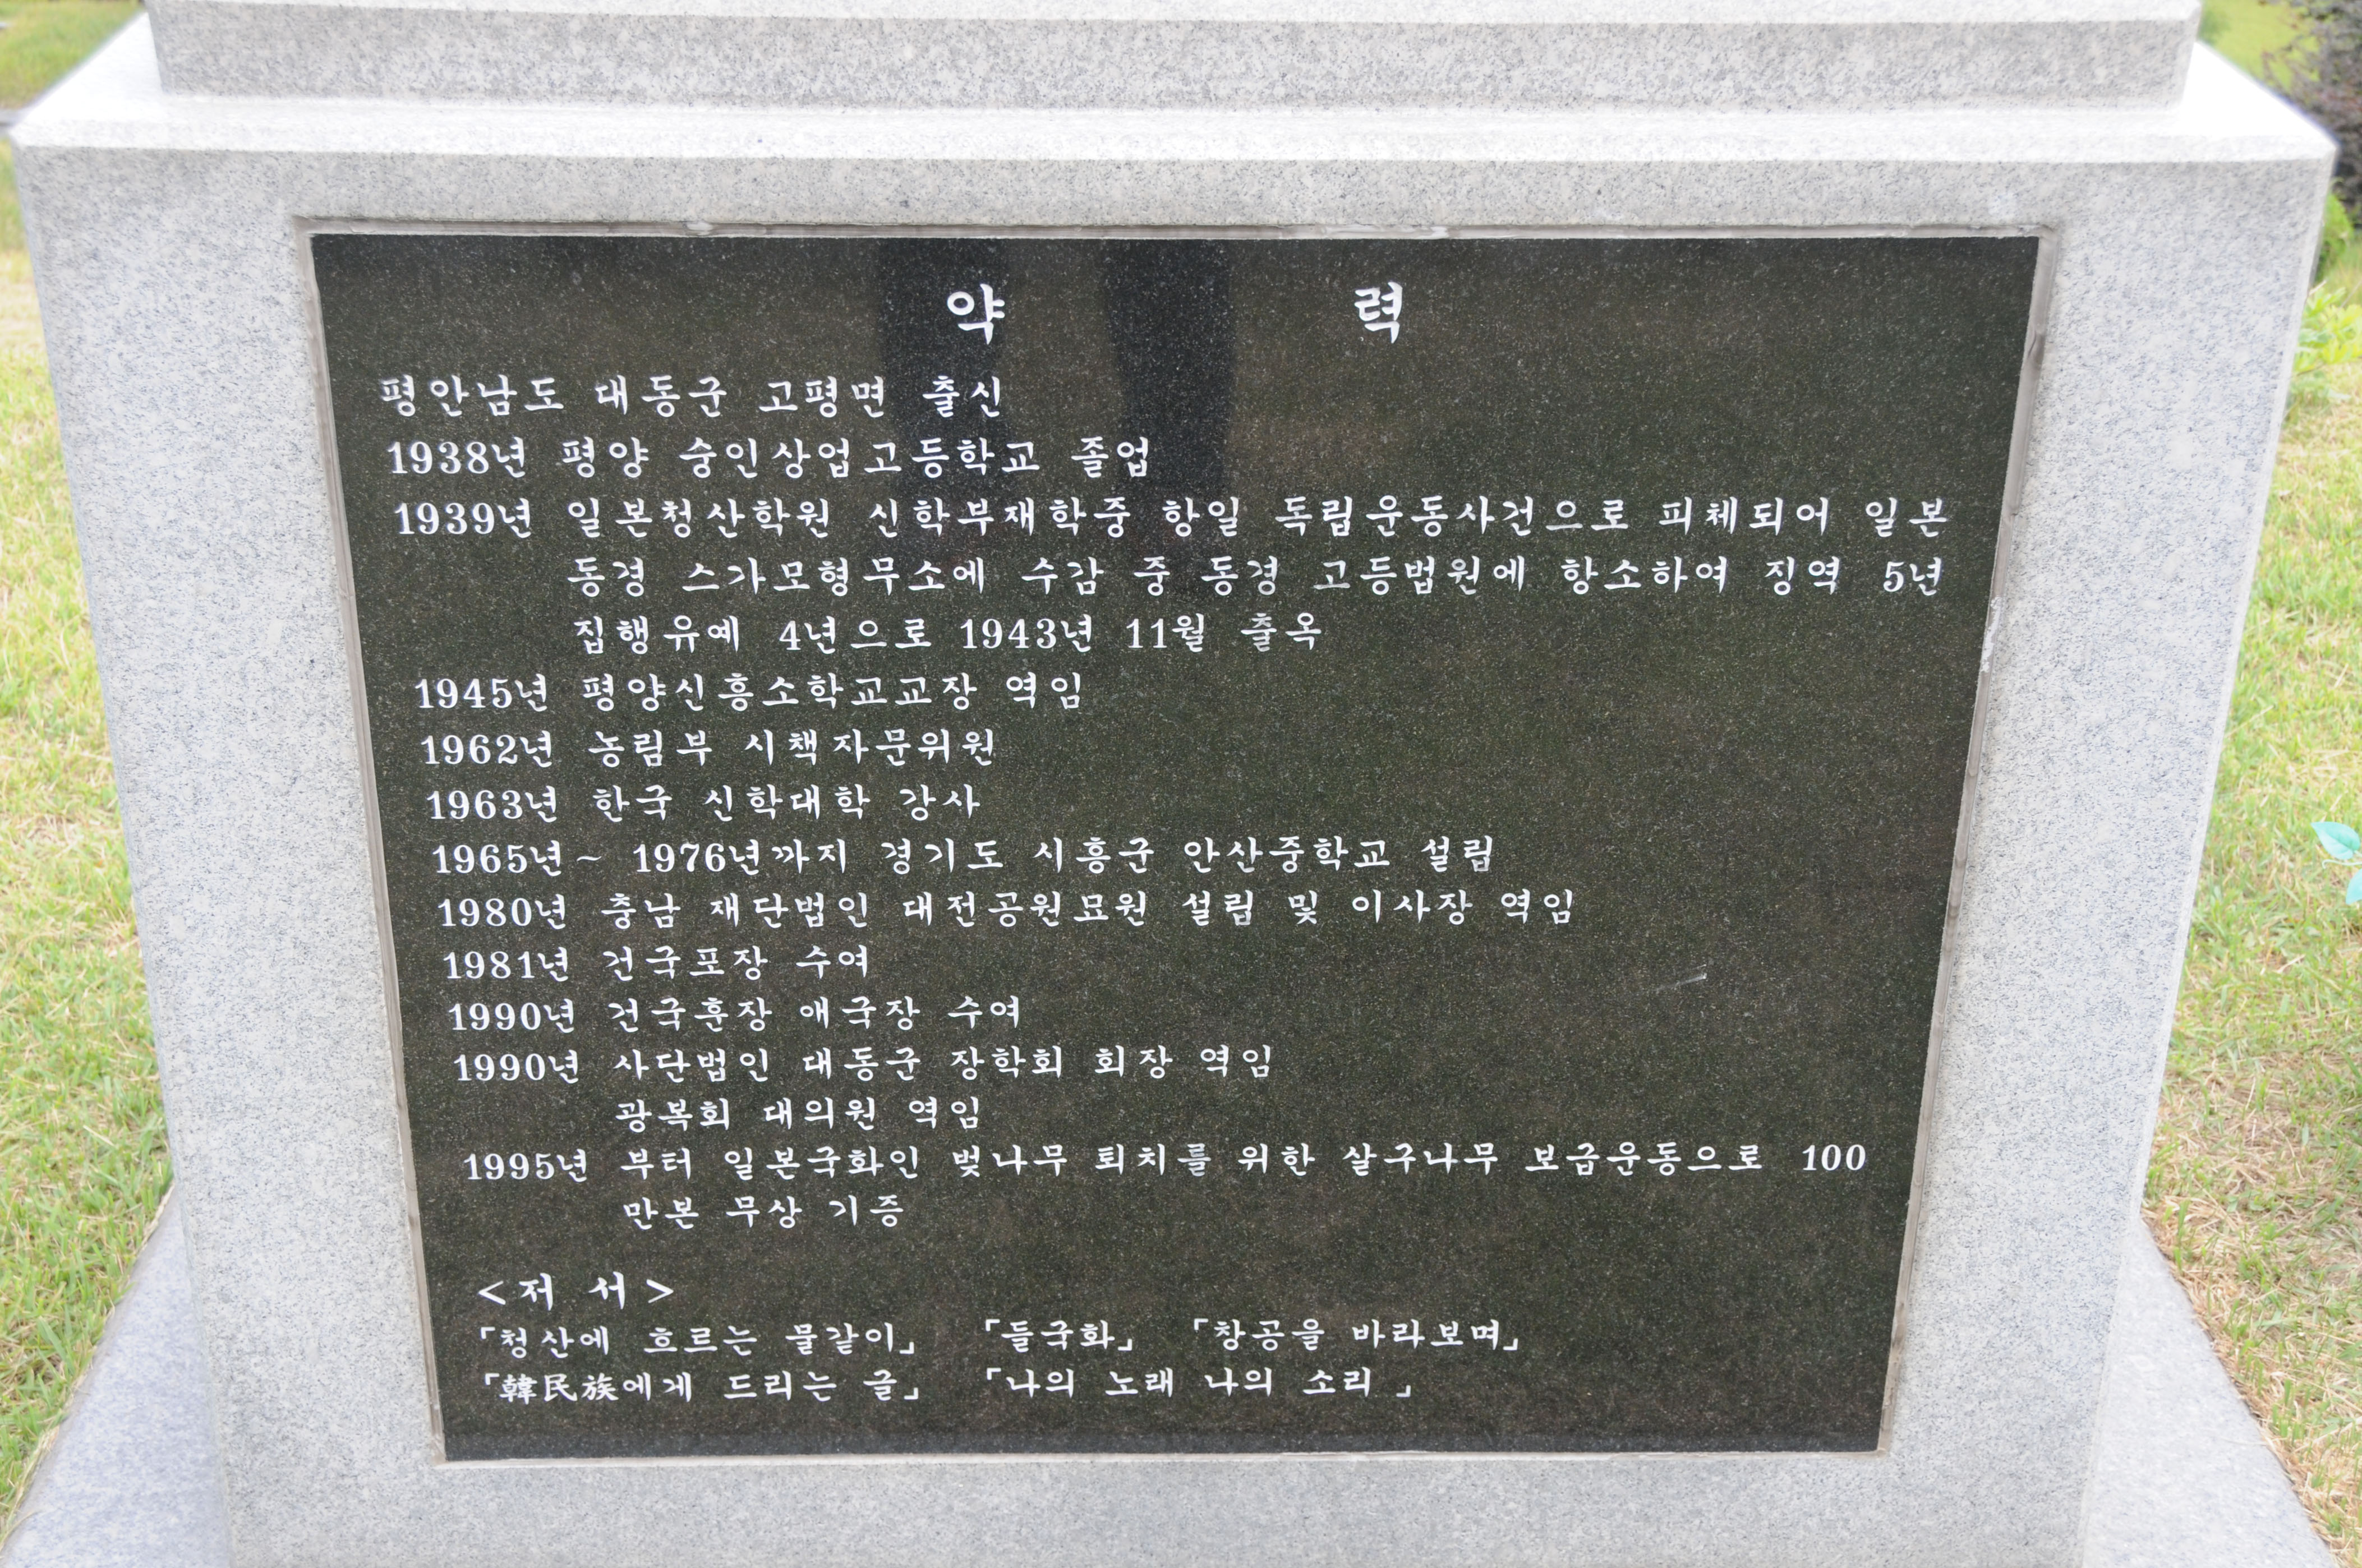 약 력
평안남도 대동군 고평면 출신
1938년 평양 숭인상업고등학교 졸업
1939년 일본청산학원 신학부재학중 항일 독립운동사건으로 피체되어 일본
동경 스가모형무소에 수감 중 동경 고등법원에 항소하여 징역 5년
집행유예 4년으로 1943년 11월 출옥
1945년 평양신흥소학교교장 역임
1962년 농림부 시책자문위원
1963년 한국 신학대학 강사
1965년~ 1976년까지 경기도 시흥군 안산중학교 설립
1980년 충남 재단법인 대전공원묘원 설립 및 이사장 역임
1981년 건국포장 수여
1990년 건국훈장 애국장 수여
1990년 사단법인 대동군 장학회 회장 역임
광복회 대의원 역임
1995년 부터 일본국화인 벚나무 퇴치를 위한 살구나무 보금운동으로 100
만본 무상 기증
<저 서>
「청산에 흐르는 물같이」 「들국화」 「창공을 바라보며」
「韓民族에게 드리는 글」 「나의 노래 나의 소리 」